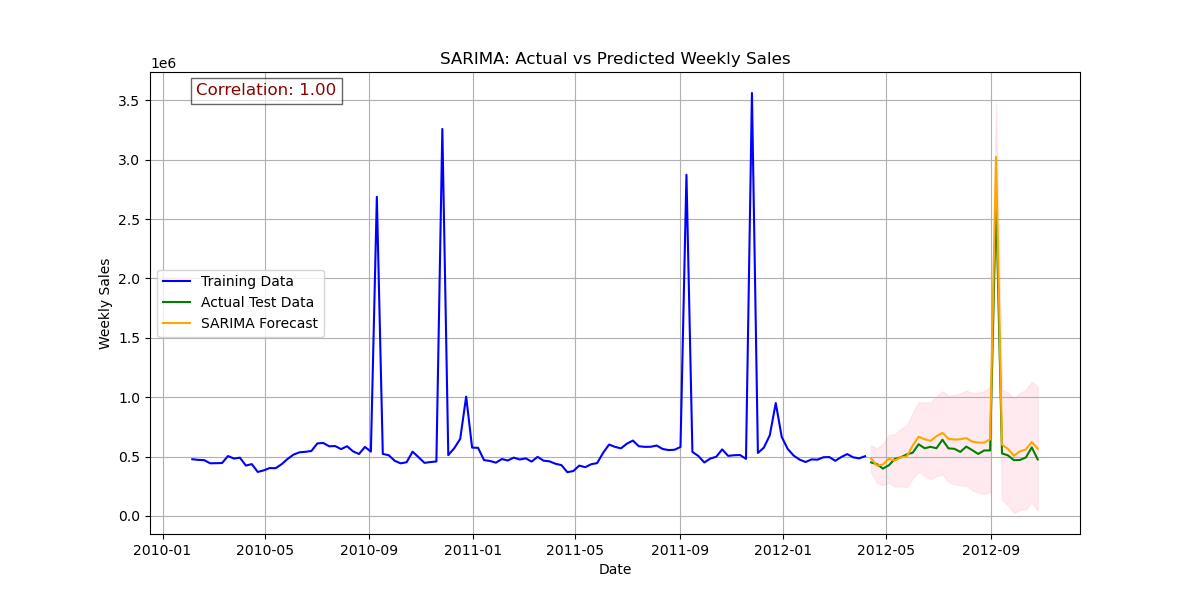 SARIMA: Actual vs Predicted Weekly Sales
1e6
Correlation: 1.00
3.5
3.0
2.5
2.0
1.5
1.0
0.5
0.0
Weekly Sales
Training Data
Actual Test Data
SARIMA Forecast
2010-01 2010-05 2010-09 2011-01 2011-05 2011-09 2012-01 2012-05 2012-09
Date